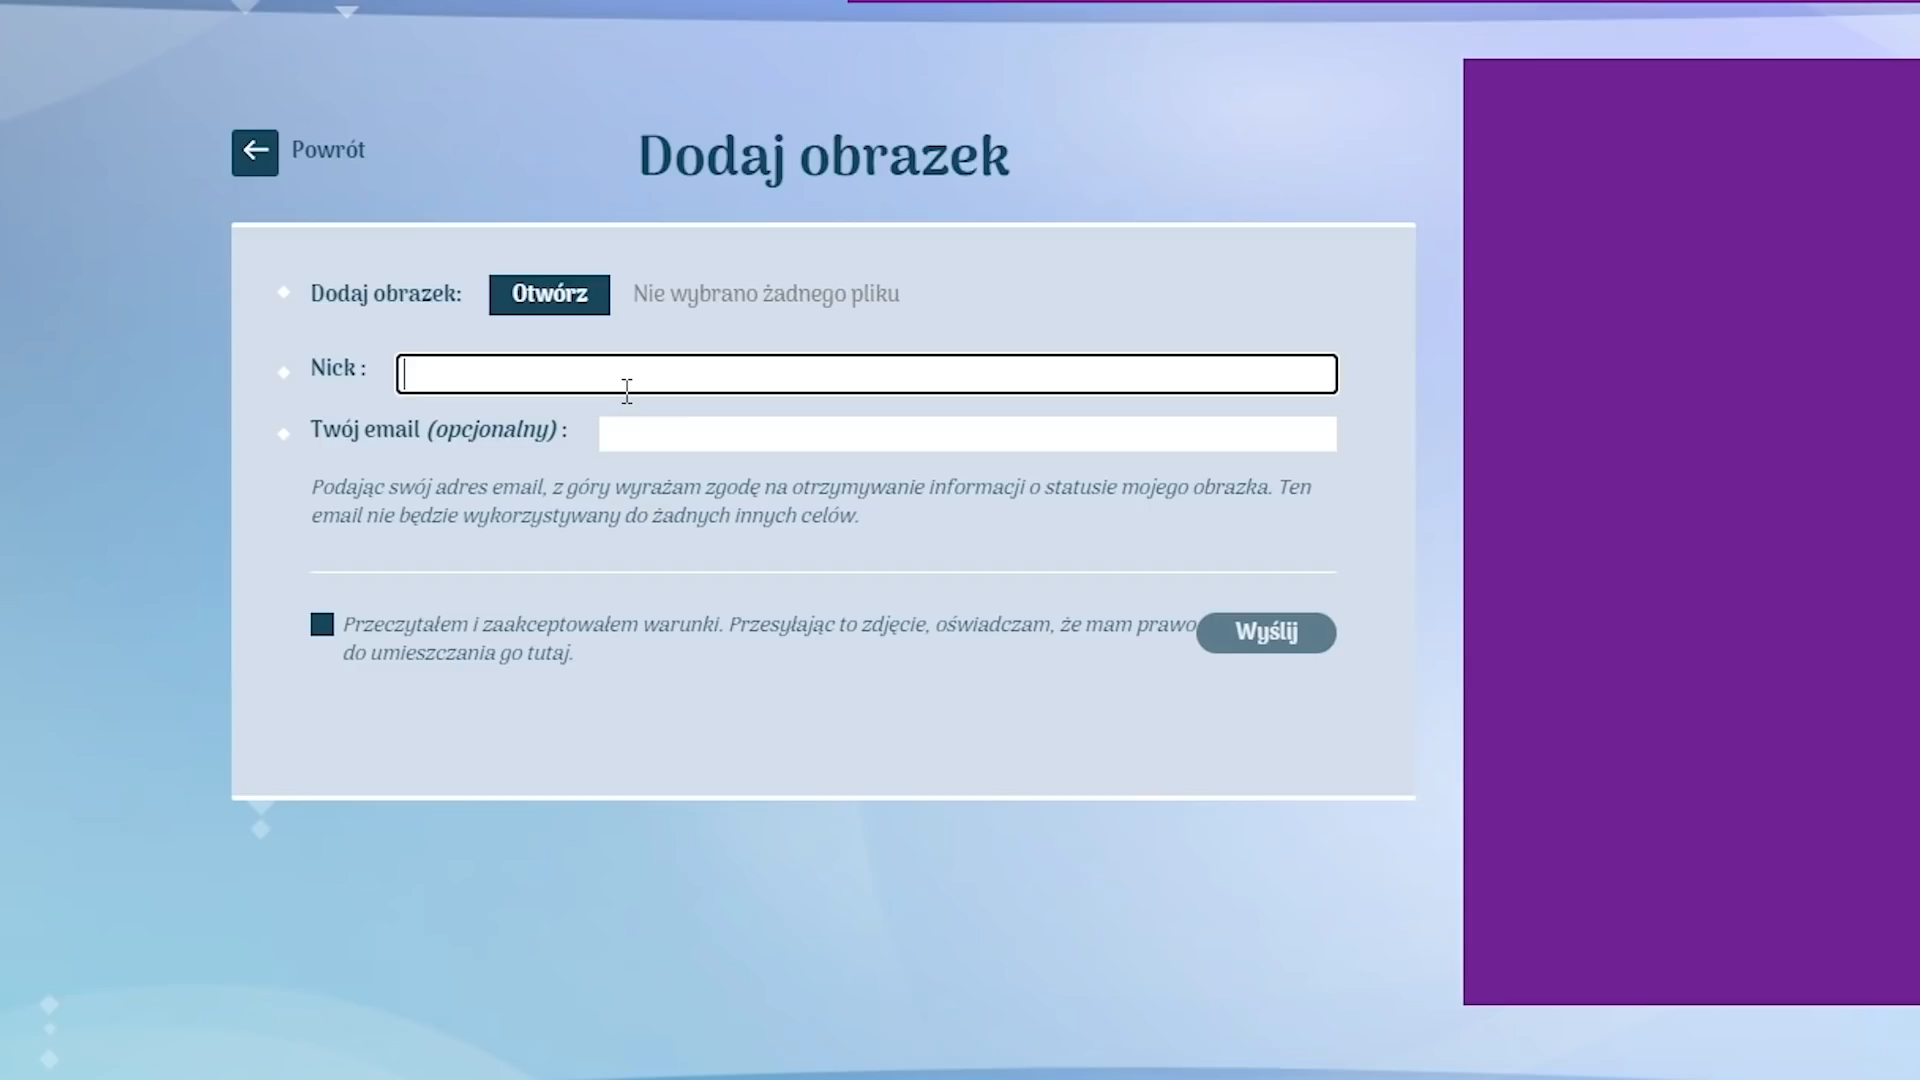 Powrót
Dodaj obrazek
Dodaj obrazek: Otwórz Nie wybrano żadnego pliku
Nick :
Twój email (opcjonalny) :
Podając swój adres email, z góry wyrażam zgodę na otrzymywanie informacji o statusie mojego obrazka. Ten
email nie będzie wykorzystywany do żadnych innych celów.
Przeczytałem i zaakceptowałem warunki. Przesyłając to zdjęcie, oświadczam, że mam prawo
do umieszczania go tutaj.
Wyślij